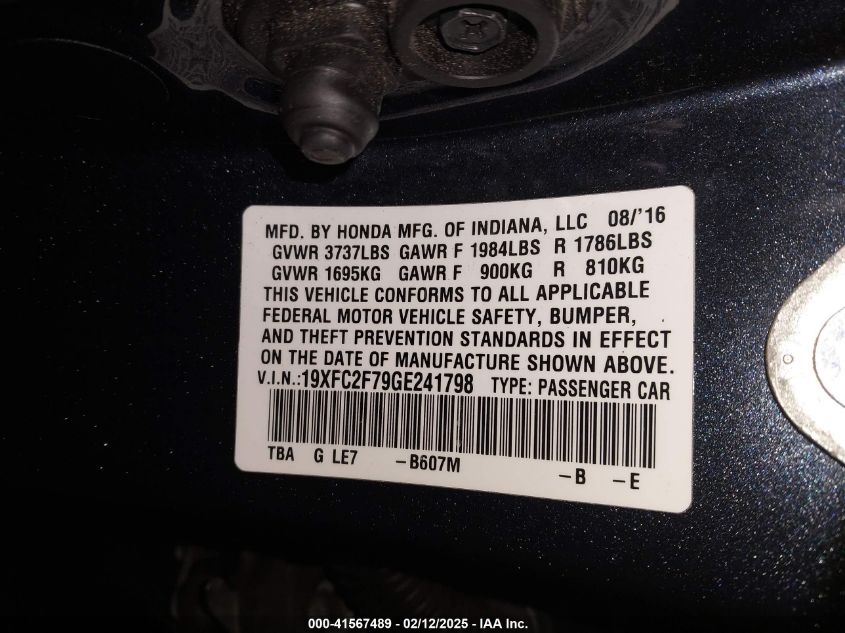 MFD. BY HONDA MFG. OF INDIANA, LLC 08/'16
GVWR 3737LBS GAWR F 1984LBS R 1786LBS
GVWR 1695KG GAWR F 900KG R 810KG
THIS VEHICLE CONFORMS TO ALL APPLICABLE
FEDERAL MOTOR VEHICLE SAFETY, BUMPER,
AND THEFT PREVENTION STANDARDS IN EFFECT
ON THE DATE OF MANUFACTURE SHOWN ABOVE.
V.I.N.:19XFC2F79GE241798 TYPE: PASSENGER CAR
TBA G LE7 -B607M -B -E
000-41567489 - 02/12/2025 - IAA Inc.